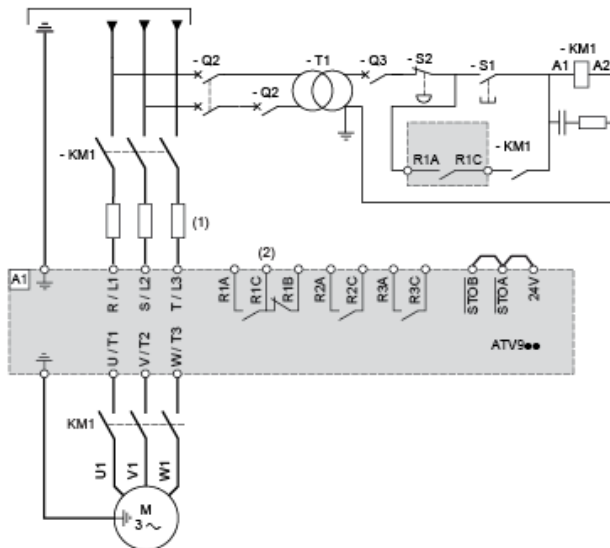 - Q2
- T1
- Q3
- S2
- S1
- KM1
A1
A2
- Q2
- KM1
R1A
R1C
- KM1
(1)
(2)
A1
R / L1
S / L2
T / L3
R1A
R1C
R1B
R2A
R2C
R3A
R3C
STOB
STOA
24V
U / T1
V / T2
W / T3
ATV9●●
KM1
U1
V1
W1
M
3 ~